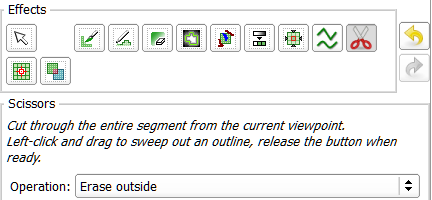 Effects
Scissors
Cut through the entire segment from the current viewpoint.
Left-click and drag to sweep out an outline, release the button when
ready.
Operation: Erase outside